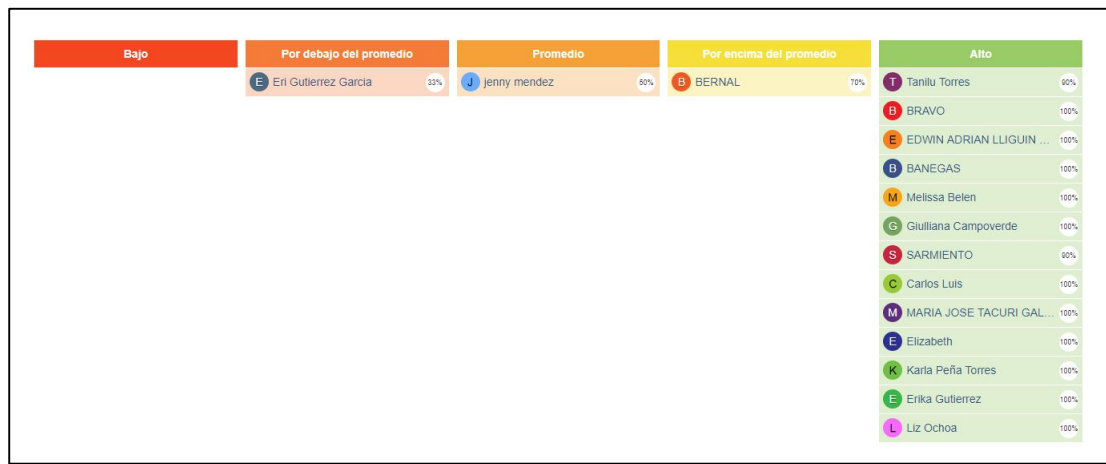 Bajo
Por debajo del promedio
Promedio
Por encima del promedio
Alto
E Eri Gutierrez Garcia 33%
J jenny mendez 50%
B BERNAL 70%
T Tanilu Torres 90%
B BRAVO 100%
E EDWIN ADRIAN LLIGUIN ... 100%
B BANEGAS 100%
M Melissa Belen 100%
G Giulliana Campoverde 100%
S SARMIENTO 90%
C Carlos Luis 100%
M MARIA JOSE TACURI GAL... 100%
E Elizabeth 100%
K Karla Peña Torres 100%
E Erika Gutierrez 100%
L Liz Ochoa 100%